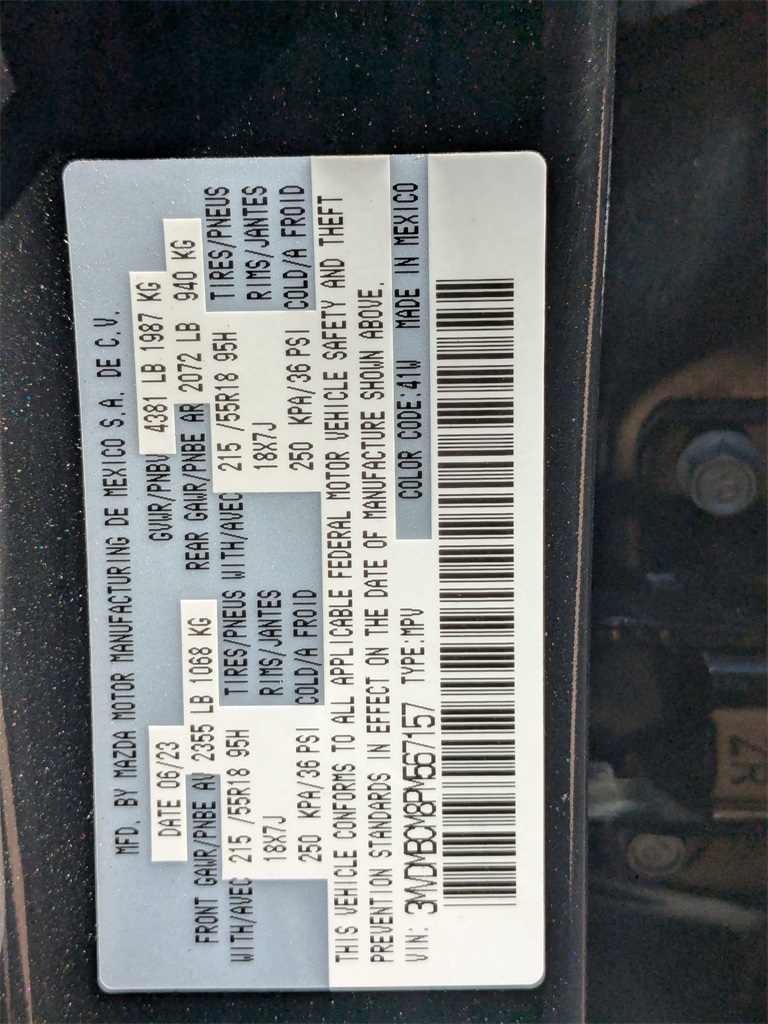 MFD. BY MAZDA MOTOR MANUFACTURING DE MEXICO S.A. DE C.V.
DATE 06/23 GVWR/PNBV 4381 LB 1987 KG
FRONT GAWR/PNBE AV 2355 LB 1068 KG REAR GAWR/PNBE AR 2072 LB 940 KG
WITH/AVEC 215 /55R18 95H TIRES/PNEUS WITH/AVEC 215 /55R18 95H TIRES/PNEUS
18X7J RIMS/JANTES 18X7J RIMS/JANTES
250 KPA/36 PSI COLD/A FROID 250 KPA/36 PSI COLD/A FROID
THIS VEHICLE CONFORMS TO ALL APPLICABLE FEDERAL MOTOR VEHICLE SAFETY AND THEFT
PREVENTION STANDARDS IN EFFECT ON THE DATE OF MANUFACTURE SHOWN ABOVE.
VIN: 3MVDMBCM8PM567157 TYPE:MPV COLOR CODE:41W MADE IN MEXICO